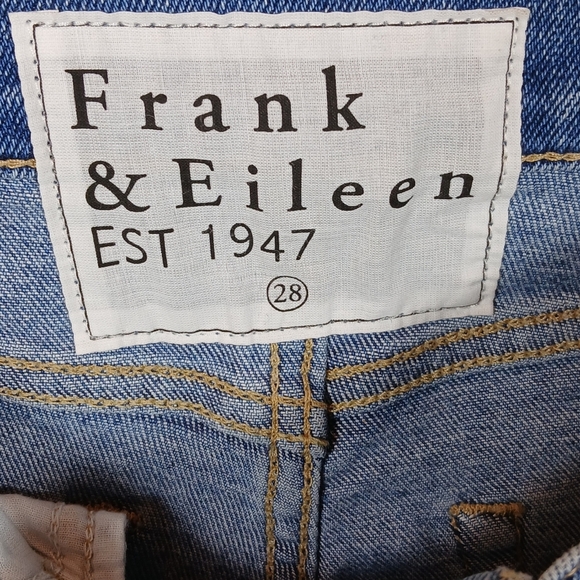 Frank
& Eileen
EST 1947
28